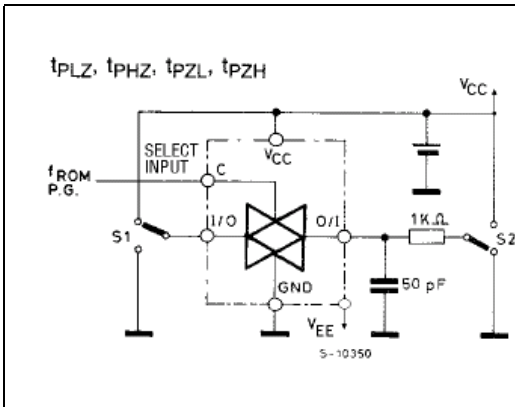 tPLZ, tPHZ, tPZL, tPZH
VCC
SELECT
INPUT
VCC
fROM
P.G.
C
I/O
O/I
1KΩ
S1
S2
GND
50 pF
VEE
S-10350